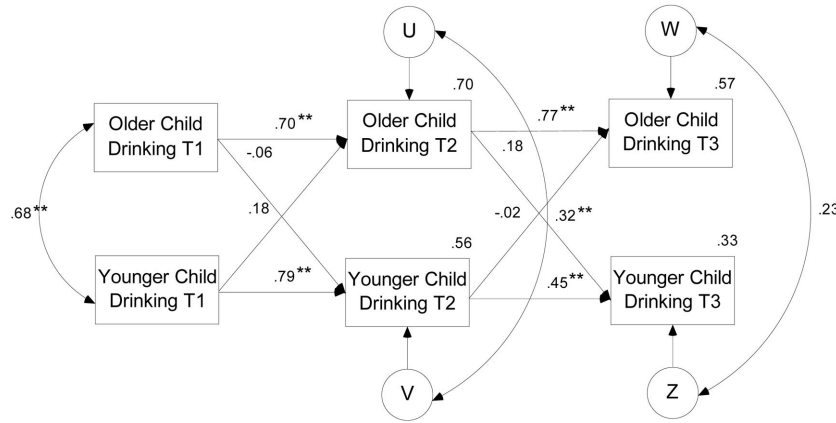 U
W
.70
.57
Older Child
Drinking T1
.70**
Older Child
Drinking T2
.77**
Older Child
Drinking T3
-.06
.18
.68**
.18
-.02
.32**
.23
.56
.33
Younger Child
Drinking T1
.79**
Younger Child
Drinking T2
.45**
Younger Child
Drinking T3
V
Z